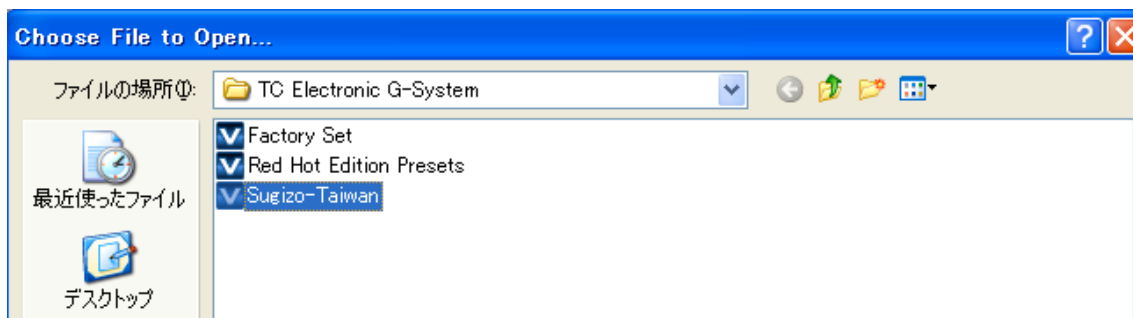 Choose File to Open...
ファイルの場所(I):
TC Electronic G-System
Factory Set
Red Hot Edition Presets
Sugizo-Taiwan
最近使ったファイル
デスクトップ